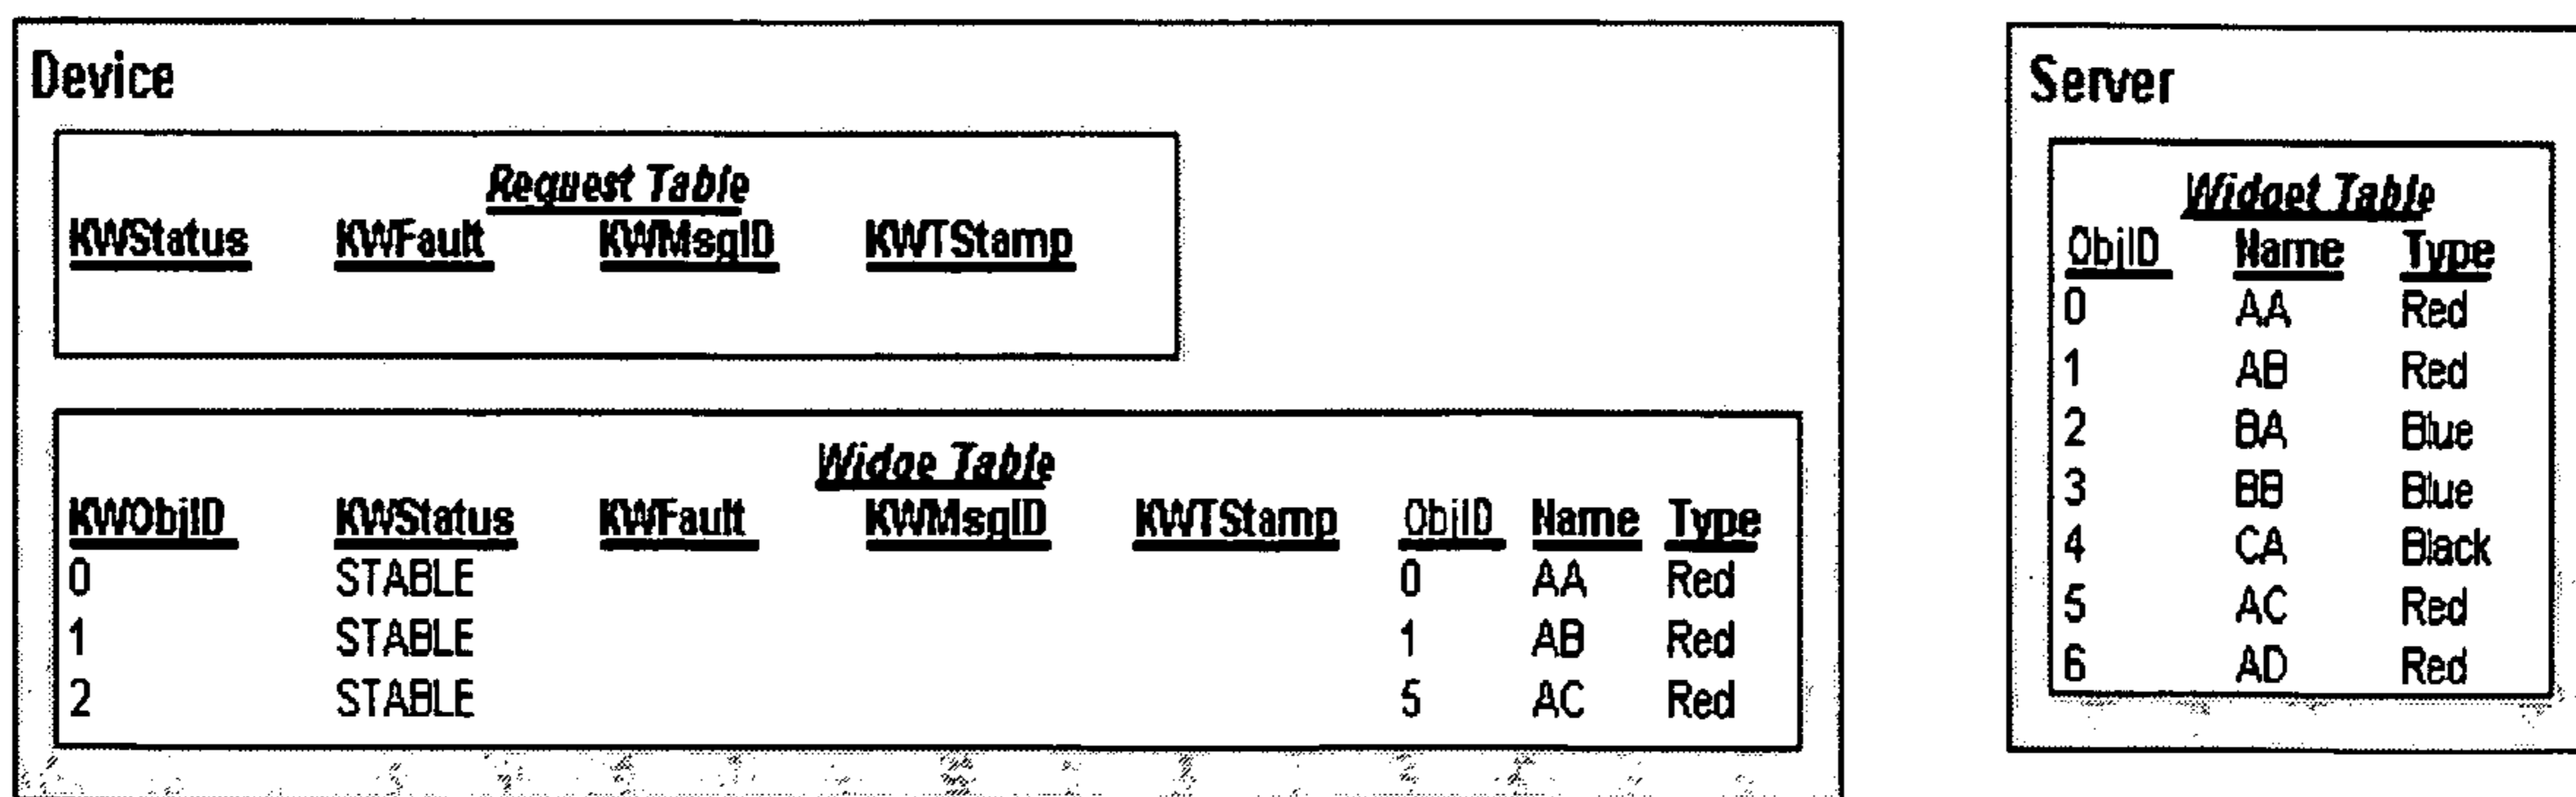 Device
Request Table
KWStatus KWFault KWMsgID KWTStamp
Widge Table
KWObjID KWStatus KWFault KWMsgID KWTStamp ObjID Name Type
0 STABLE 0 AA Red
1 STABLE 1 AB Red
2 STABLE 5 AC Red
Server
Widget Table
ObjID Name Type
0 AA Red
1 AB Red
2 BA Blue
3 BB Blue
4 CA Black
5 AC Red
6 AD Red